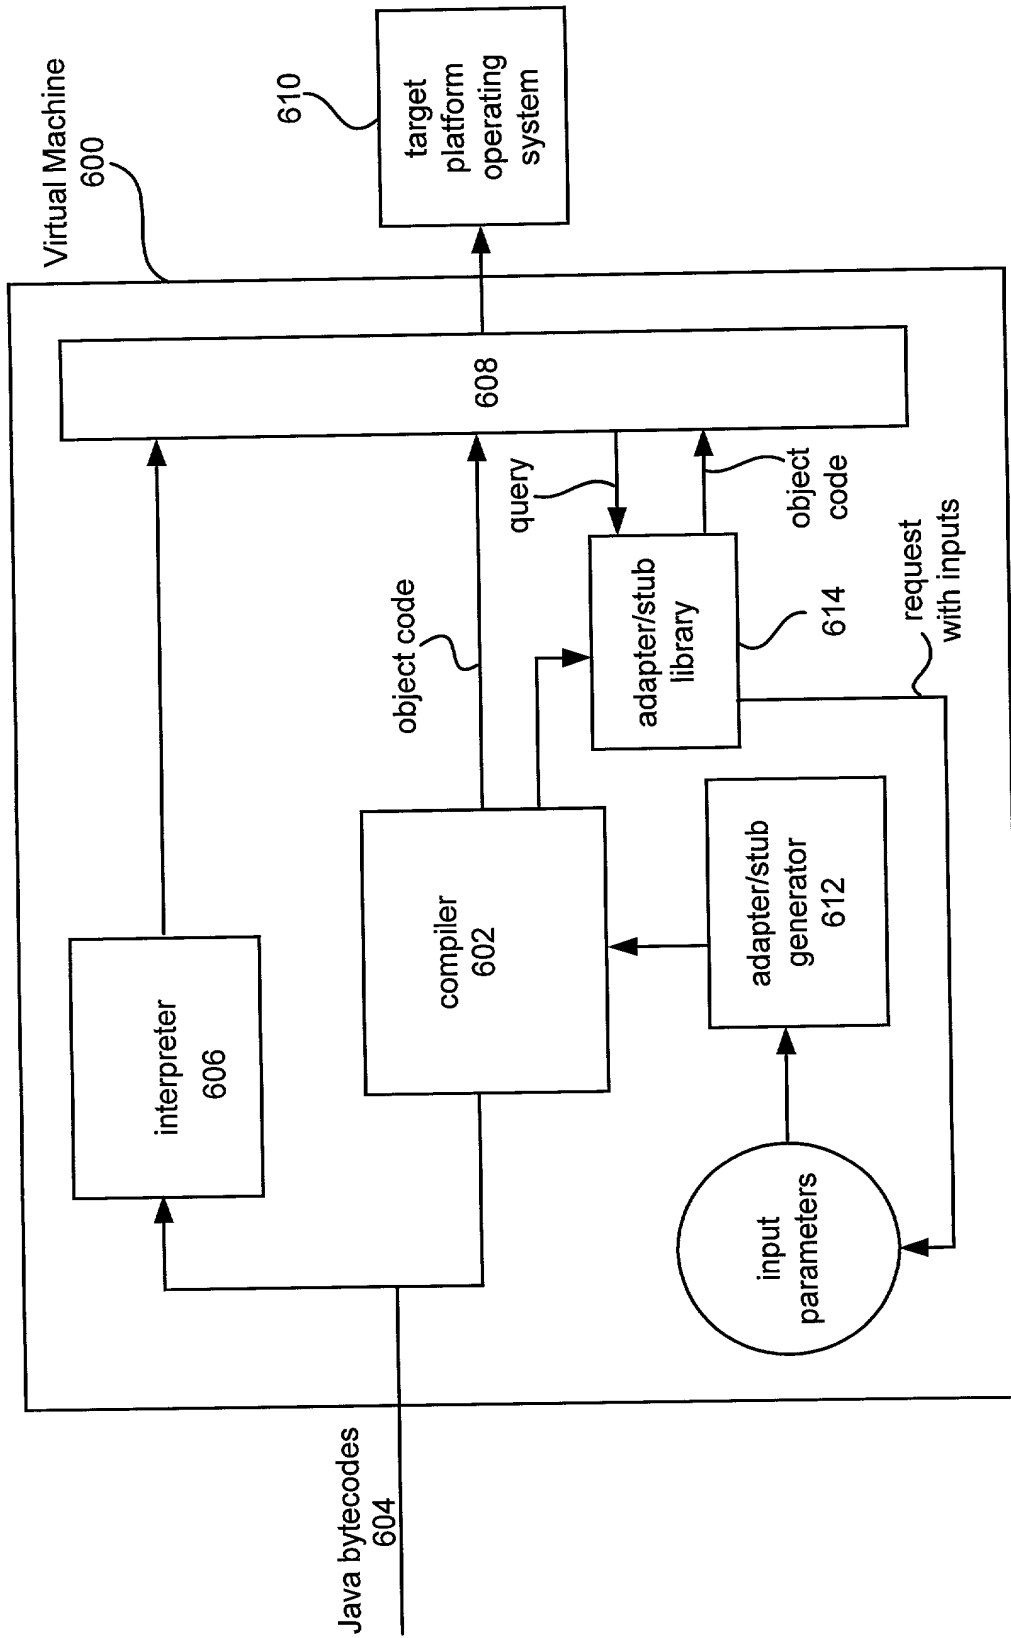 Virtual Machine
600
610
target
platform
operating
system
608
interpreter
606
object code
query
object
code
compiler
602
adapter/stub
library
614
request
with inputs
adapter/stub
generator
612
input
parameters
Java bytecodes
604